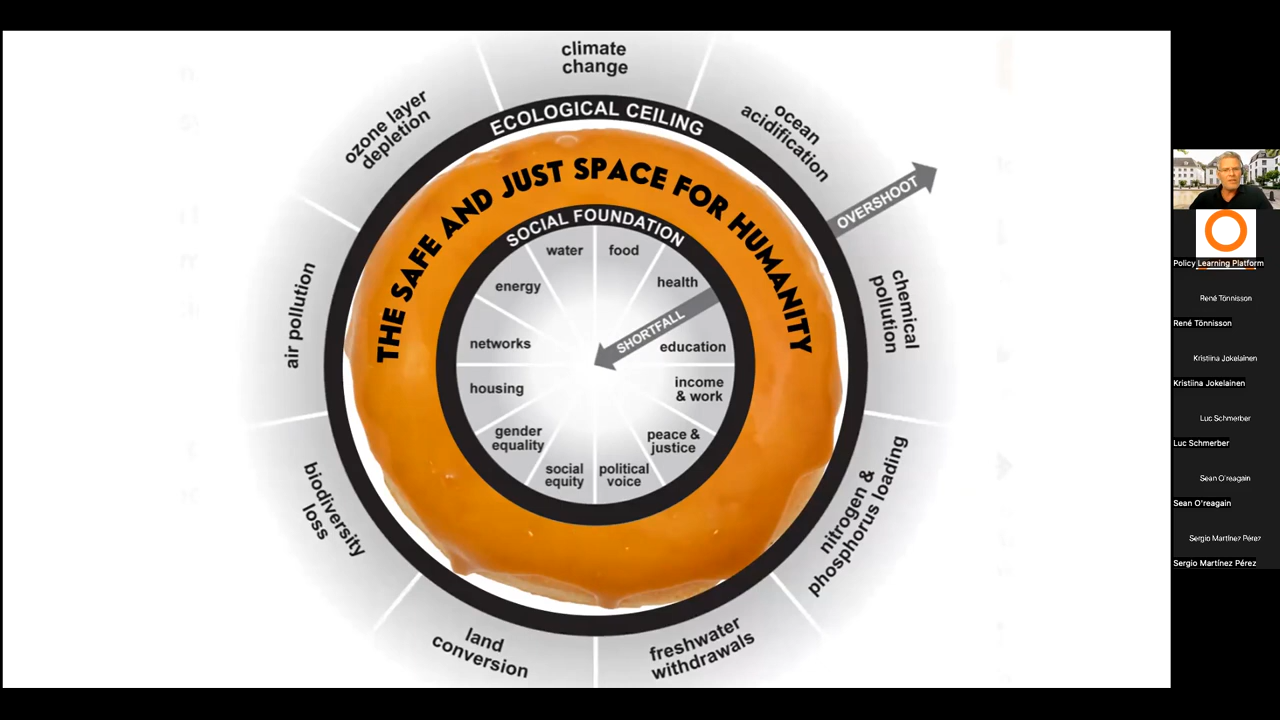 climate
change
ozone layer
depletion
ocean
acidification
ECOLOGICAL CEILING
THE SAFE AND JUST SPACE FOR HUMANITY
OVERSHOOT
SOCIAL FOUNDATION
water
food
energy
health
SHORTFALL
networks
education
housing
income
& work
gender
equality
peace &
justice
social
equity
political
voice
air pollution
chemical
pollution
biodiversity
loss
nitrogen &
phosphorus loading
land
conversion
freshwater
withdrawals
Policy Learning Platform
René Tönnisson
René Tönnisson
Kristiina Jokelainen
Kristiina Jokelainen
Luc Schmerber
Luc Schmerber
Sean O'reagain
Sean O'reagain
Sergio Martínez Pérez
Sergio Martínez Pérez